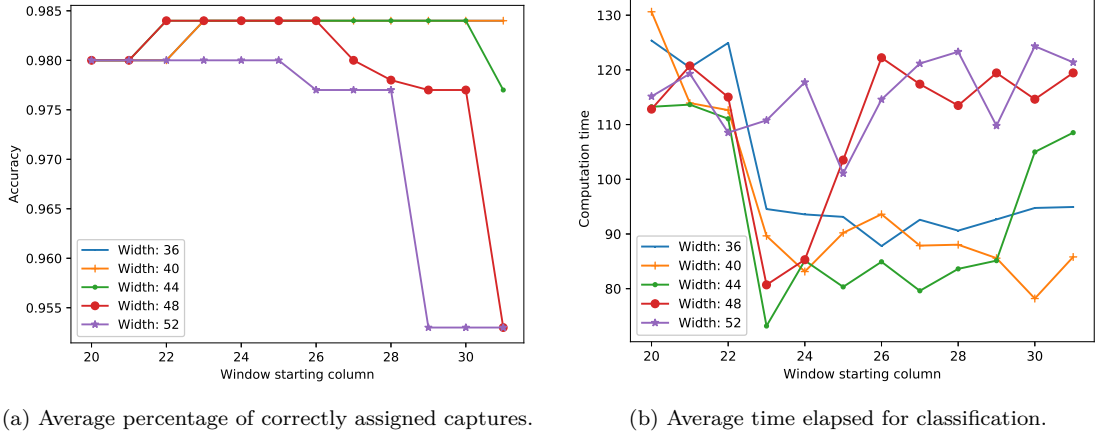 0.985
0.980
0.975
0.970
0.965
0.960
0.955
Accuracy
Width: 36
Width: 40
Width: 44
Width: 48
Width: 52
20 22 24 26 28 30
Window starting column
(a) Average percentage of correctly assigned captures.
130
120
110
100
90
80
Computation time
Width: 36
Width: 40
Width: 44
Width: 48
Width: 52
20 22 24 26 28 30
Window starting column
(b) Average time elapsed for classification.